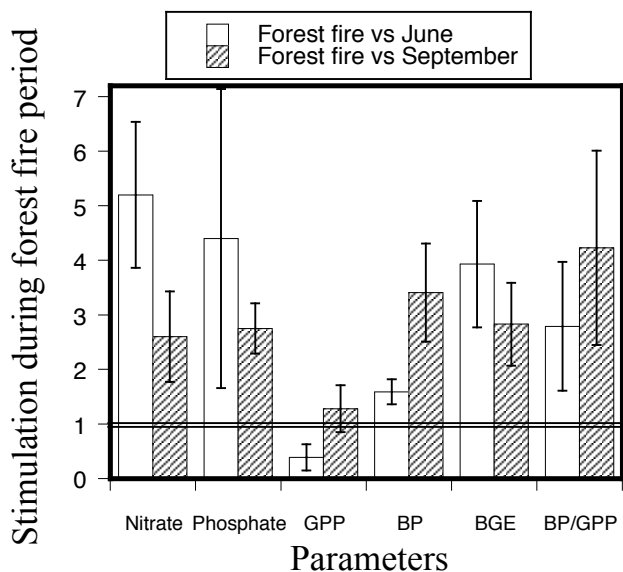 Forest fire vs June
Forest fire vs September
Stimulation during forest fire period
7
6
5
4
3
2
1
0
Nitrate Phosphate GPP BP BGE BP/GPP
Parameters